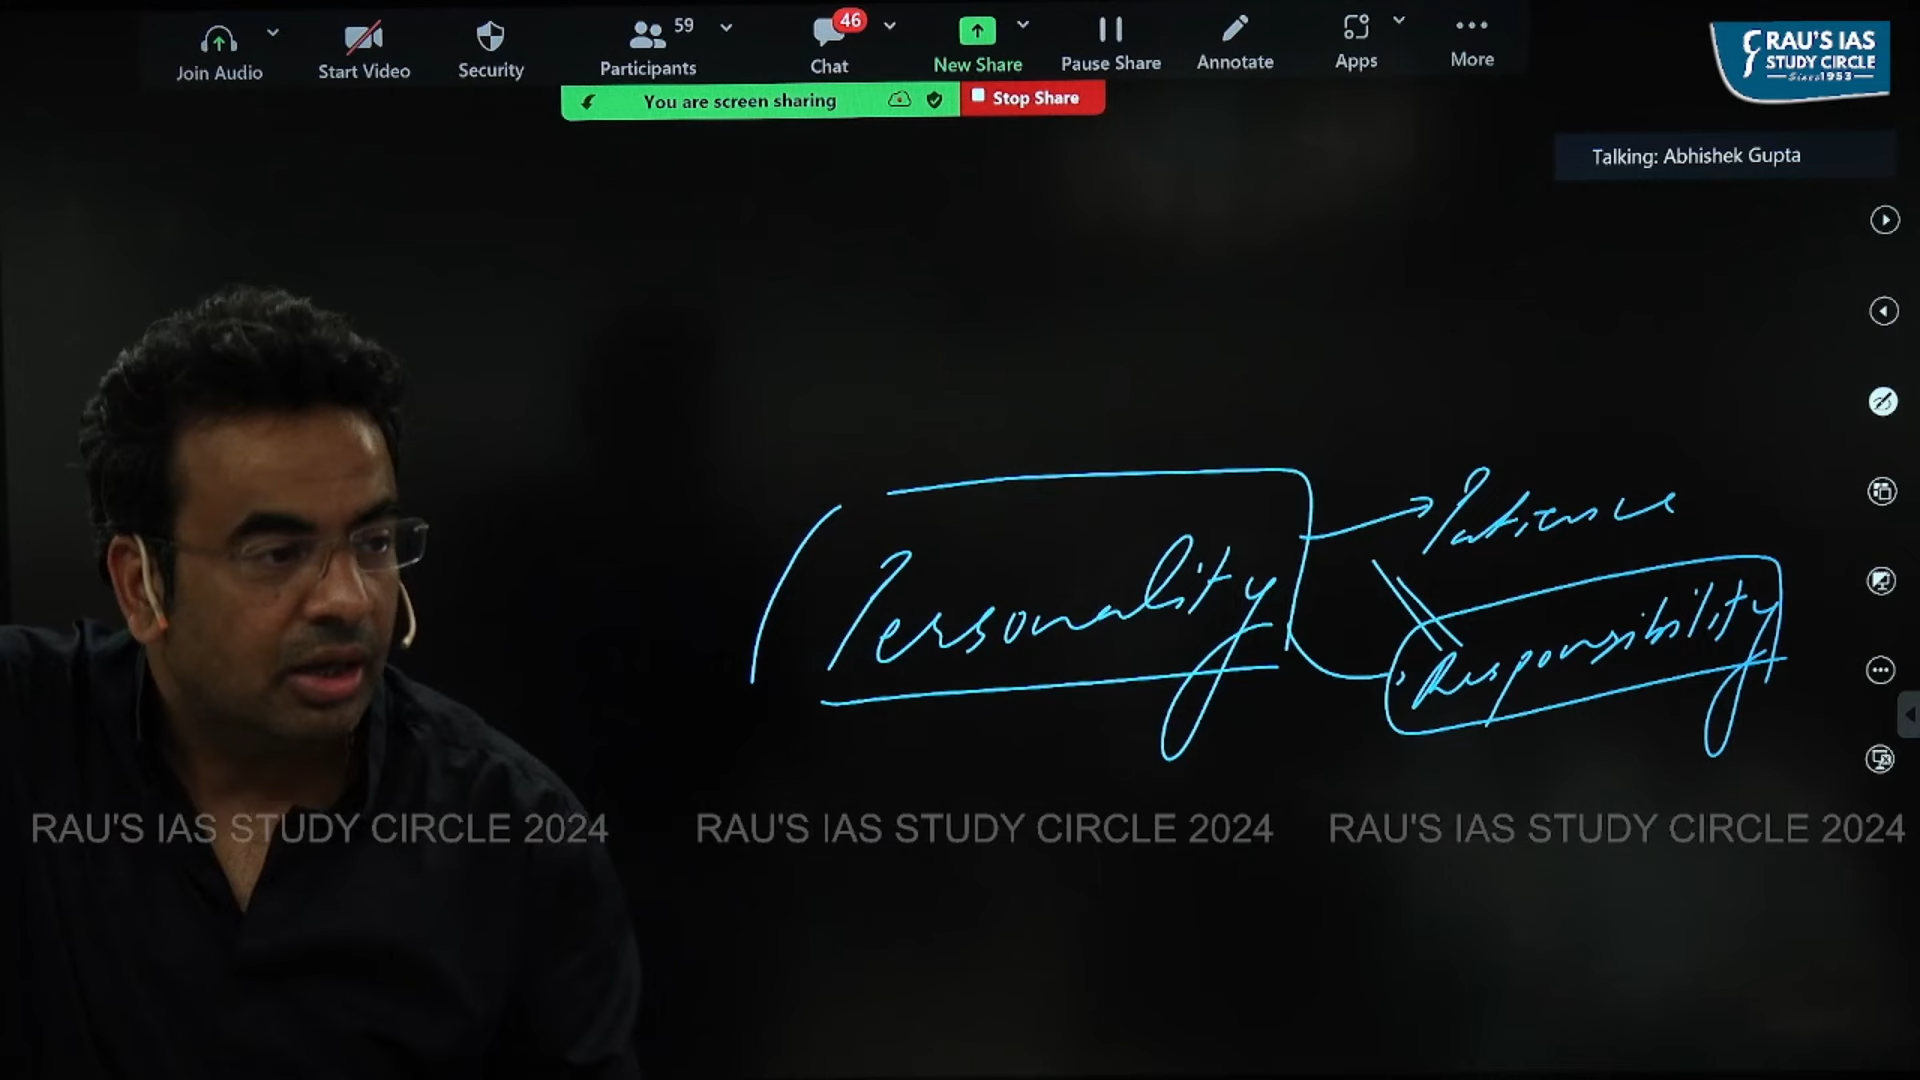 Join Audio
Start Video
Security
Participants
59
Chat
46
New Share
Pause Share
Annotate
Apps
More
You are screen sharing
Stop Share
RAU'S IAS
STUDY CIRCLE
Since 1953
Talking: Abhishek Gupta
Patience
Personality
Responsibility
RAU'S IAS STUDY CIRCLE 2024
RAU'S IAS STUDY CIRCLE 2024
RAU'S IAS STUDY CIRCLE 2024